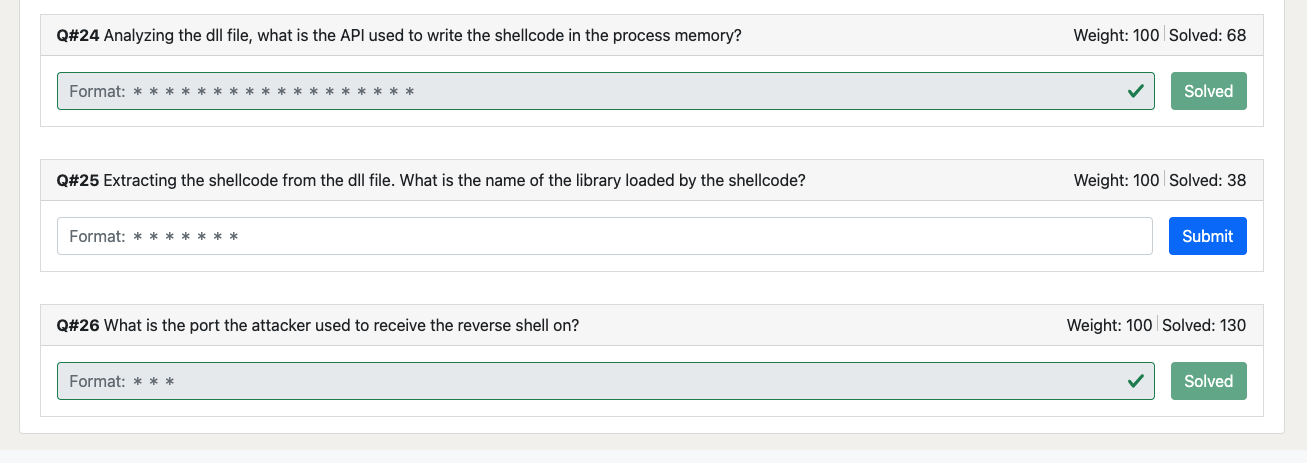 Q#24 Analyzing the dll file, what is the API used to write the shellcode in the process memory? Weight: 100 Solved: 68
Format: * * * * * * * * * * * * * * * * * * Solved
Q#25 Extracting the shellcode from the dll file. What is the name of the library loaded by the shellcode? Weight: 100 Solved: 38
Format: * * * * * * * Submit
Q#26 What is the port the attacker used to receive the reverse shell on? Weight: 100 Solved: 130
Format: * * * Solved